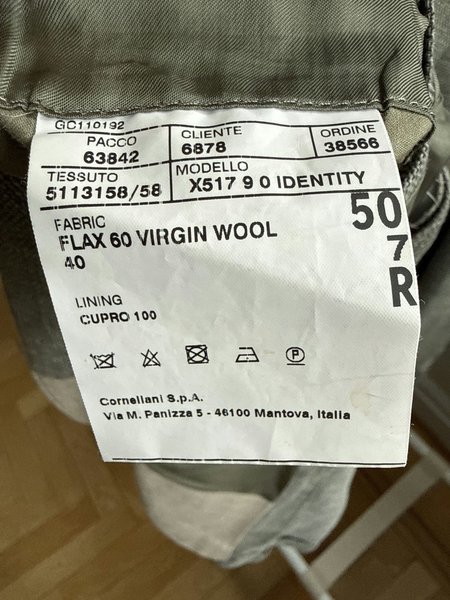 GC110192
PACCO CLIENTE ORDINE
63842 6878 38566
TESSUTO MODELLO
5113158/58 X517 9 0 IDENTITY
FABRIC
FLAX 60 VIRGIN WOOL
40
50
7
R
LINING
CUPRO 100
P
Corneliani S.p.A.
Via M. Panizza 5 - 46100 Mantova, Italia